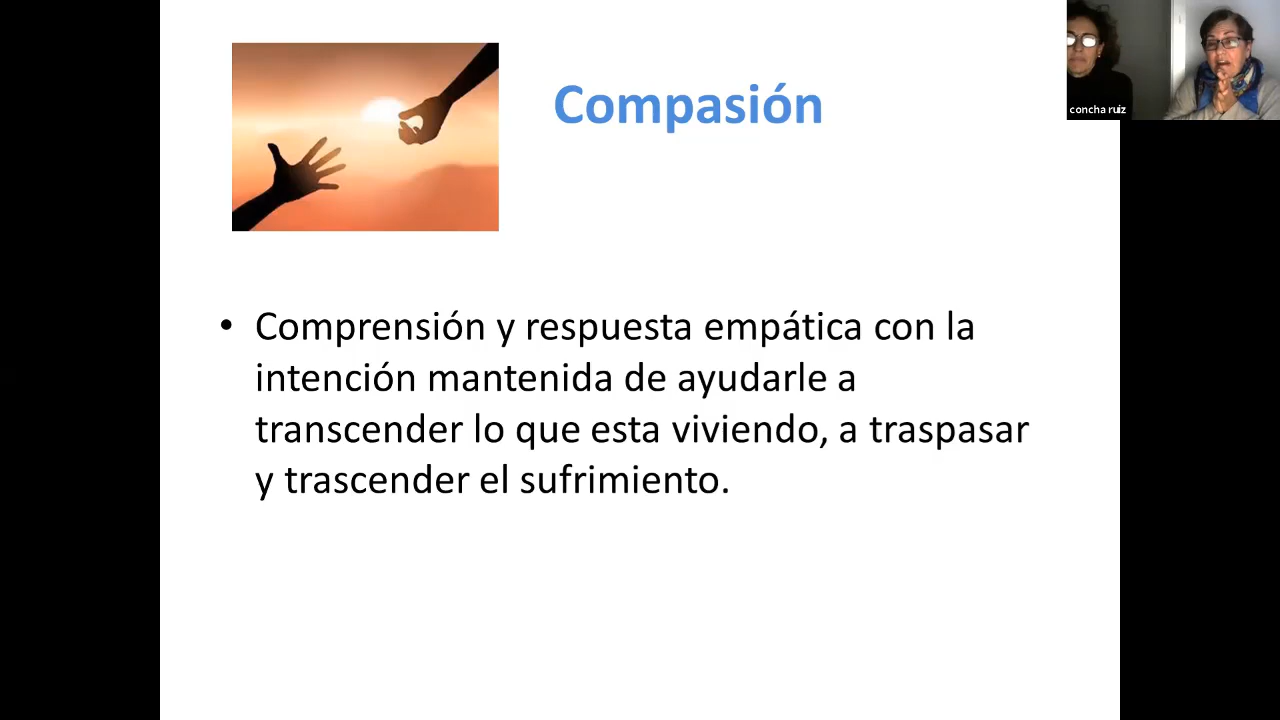 Compasión
concha ruiz
• Comprensión y respuesta empática con la
intención mantenida de ayudarle a
transcender lo que esta viviendo, a traspasar
y trascender el sufrimiento.